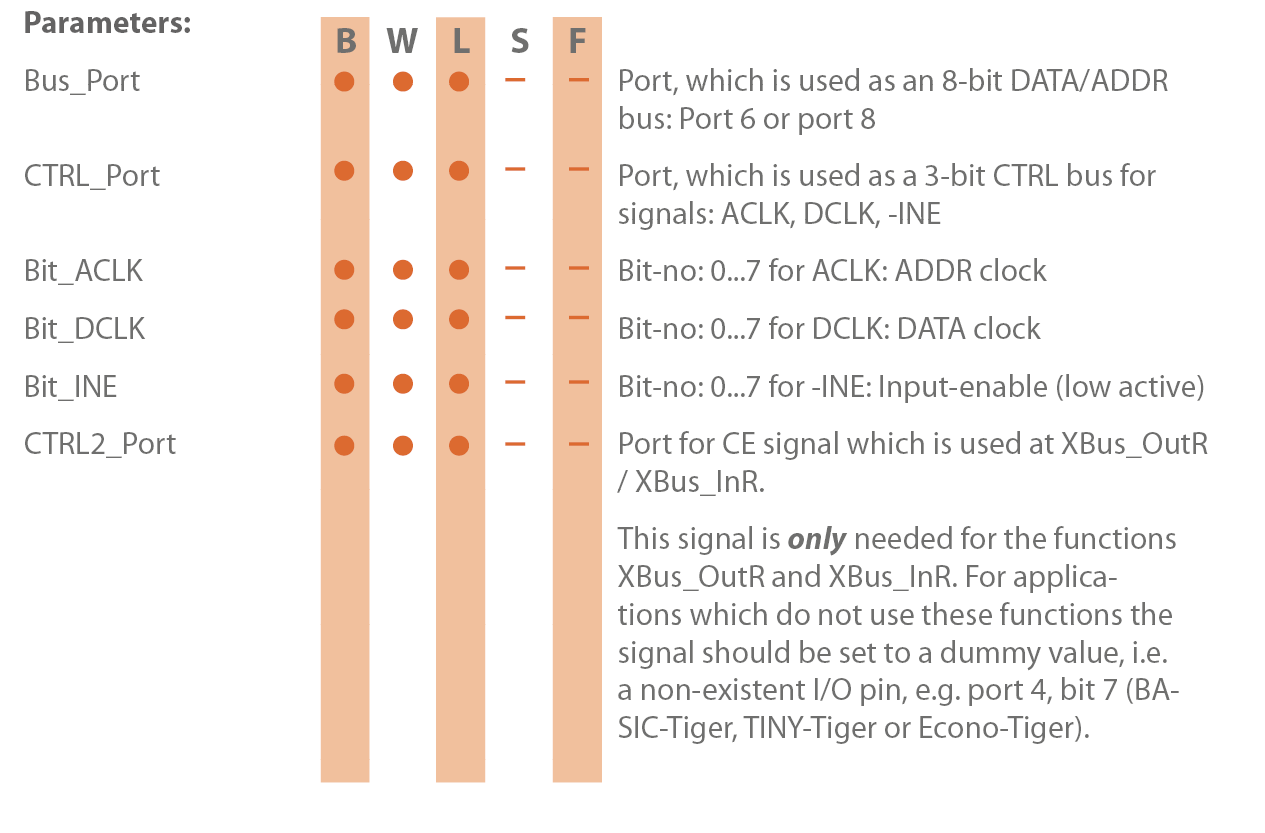 Parameters:
B W L S F
Bus_Port ● ● ● – – Port, which is used as an 8-bit DATA/ADDR
bus: Port 6 or port 8
CTRL_Port ● ● ● – – Port, which is used as a 3-bit CTRL bus for
signals: ACLK, DCLK, -INE
Bit_ACLK ● ● ● – – Bit-no: 0...7 for ACLK: ADDR clock
Bit_DCLK ● ● ● – – Bit-no: 0...7 for DCLK: DATA clock
Bit_INE ● ● ● – – Bit-no: 0...7 for -INE: Input-enable (low active)
CTRL2_Port ● ● ● – – Port for CE signal which is used at XBus_OutR
/ XBus_InR.
This signal is only needed for the functions
XBus_OutR and XBus_InR. For applica-
tions which do not use these functions the
signal should be set to a dummy value, i.e.
a non-existent I/O pin, e.g. port 4, bit 7 (BA-
SIC-Tiger, TINY-Tiger or Econo-Tiger).